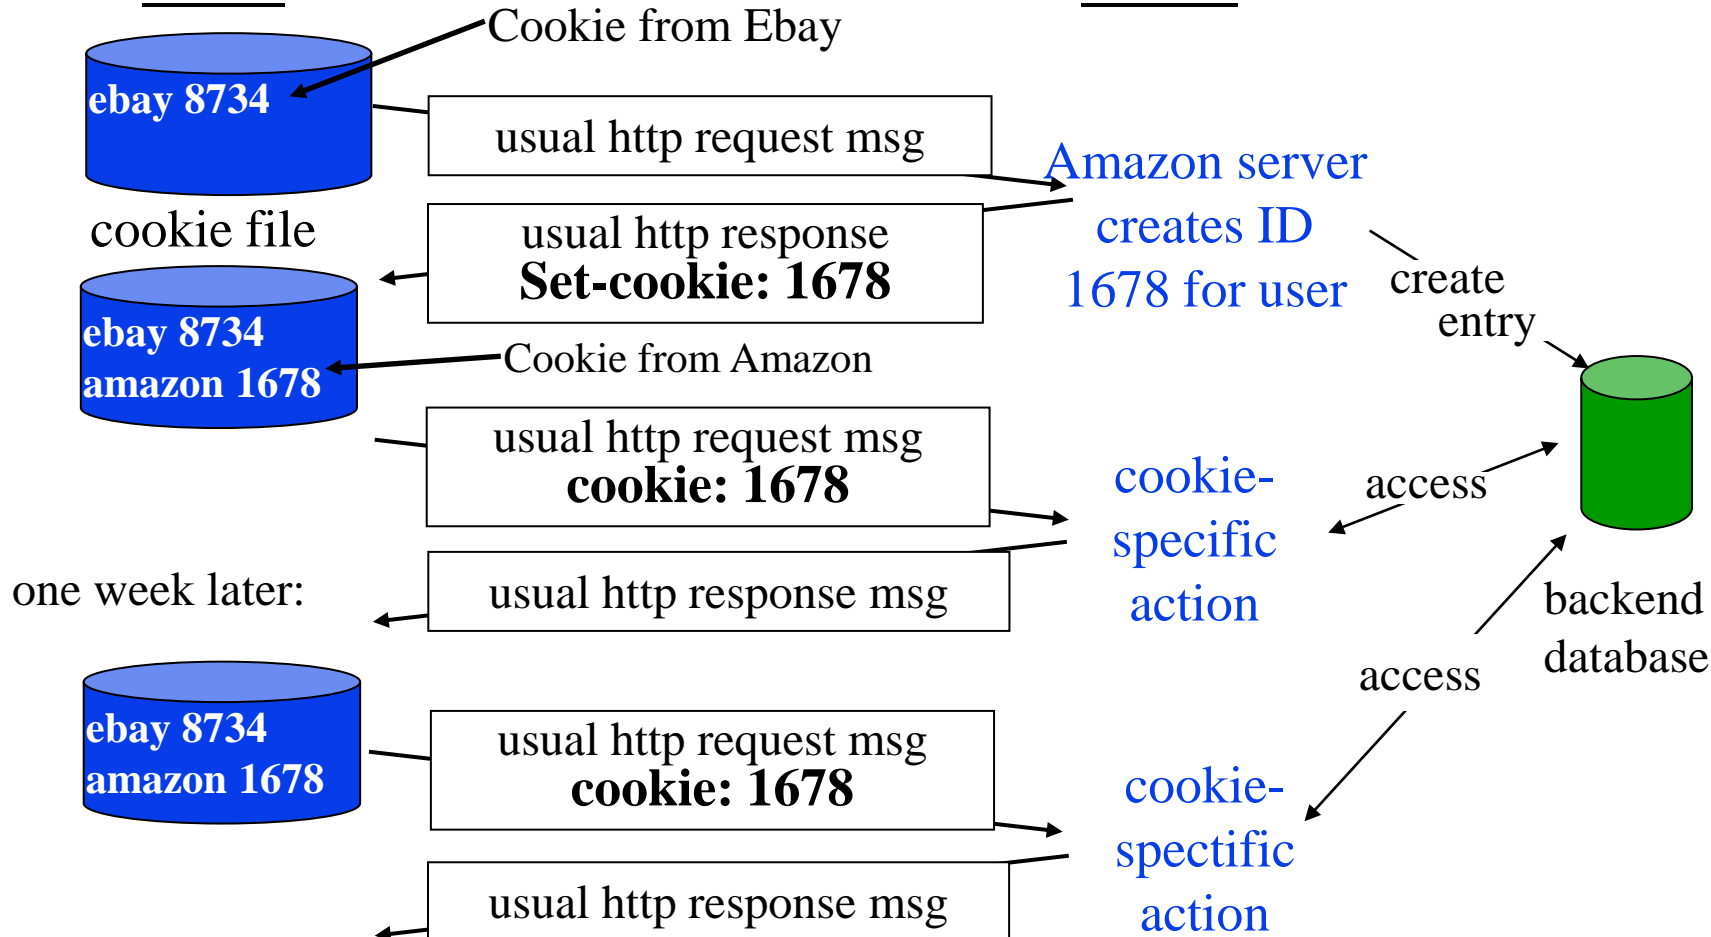 Cookie from Ebay
ebay 8734
usual http request msg
Amazon server
creates ID
1678 for user
cookie file
usual http response
Set-cookie: 1678
create
entry
ebay 8734
amazon 1678
Cookie from Amazon
usual http request msg
cookie: 1678
cookie-
specific
action
access
one week later:
usual http response msg
backend
database
access
ebay 8734
amazon 1678
usual http request msg
cookie: 1678
cookie-
spectific
action
usual http response msg